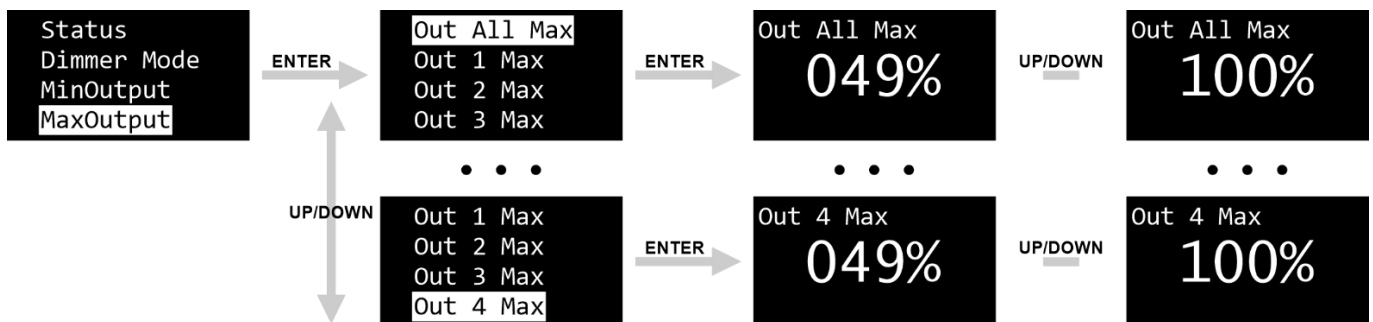 Status
Dimmer Mode
MinOutput
MaxOutput
ENTER
Out All Max
Out 1 Max
Out 2 Max
Out 3 Max
ENTER
Out All Max
049%
UP/DOWN
Out All Max
100%
UP/DOWN
Out 1 Max
Out 2 Max
Out 3 Max
Out 4 Max
ENTER
Out 4 Max
049%
UP/DOWN
Out 4 Max
100%